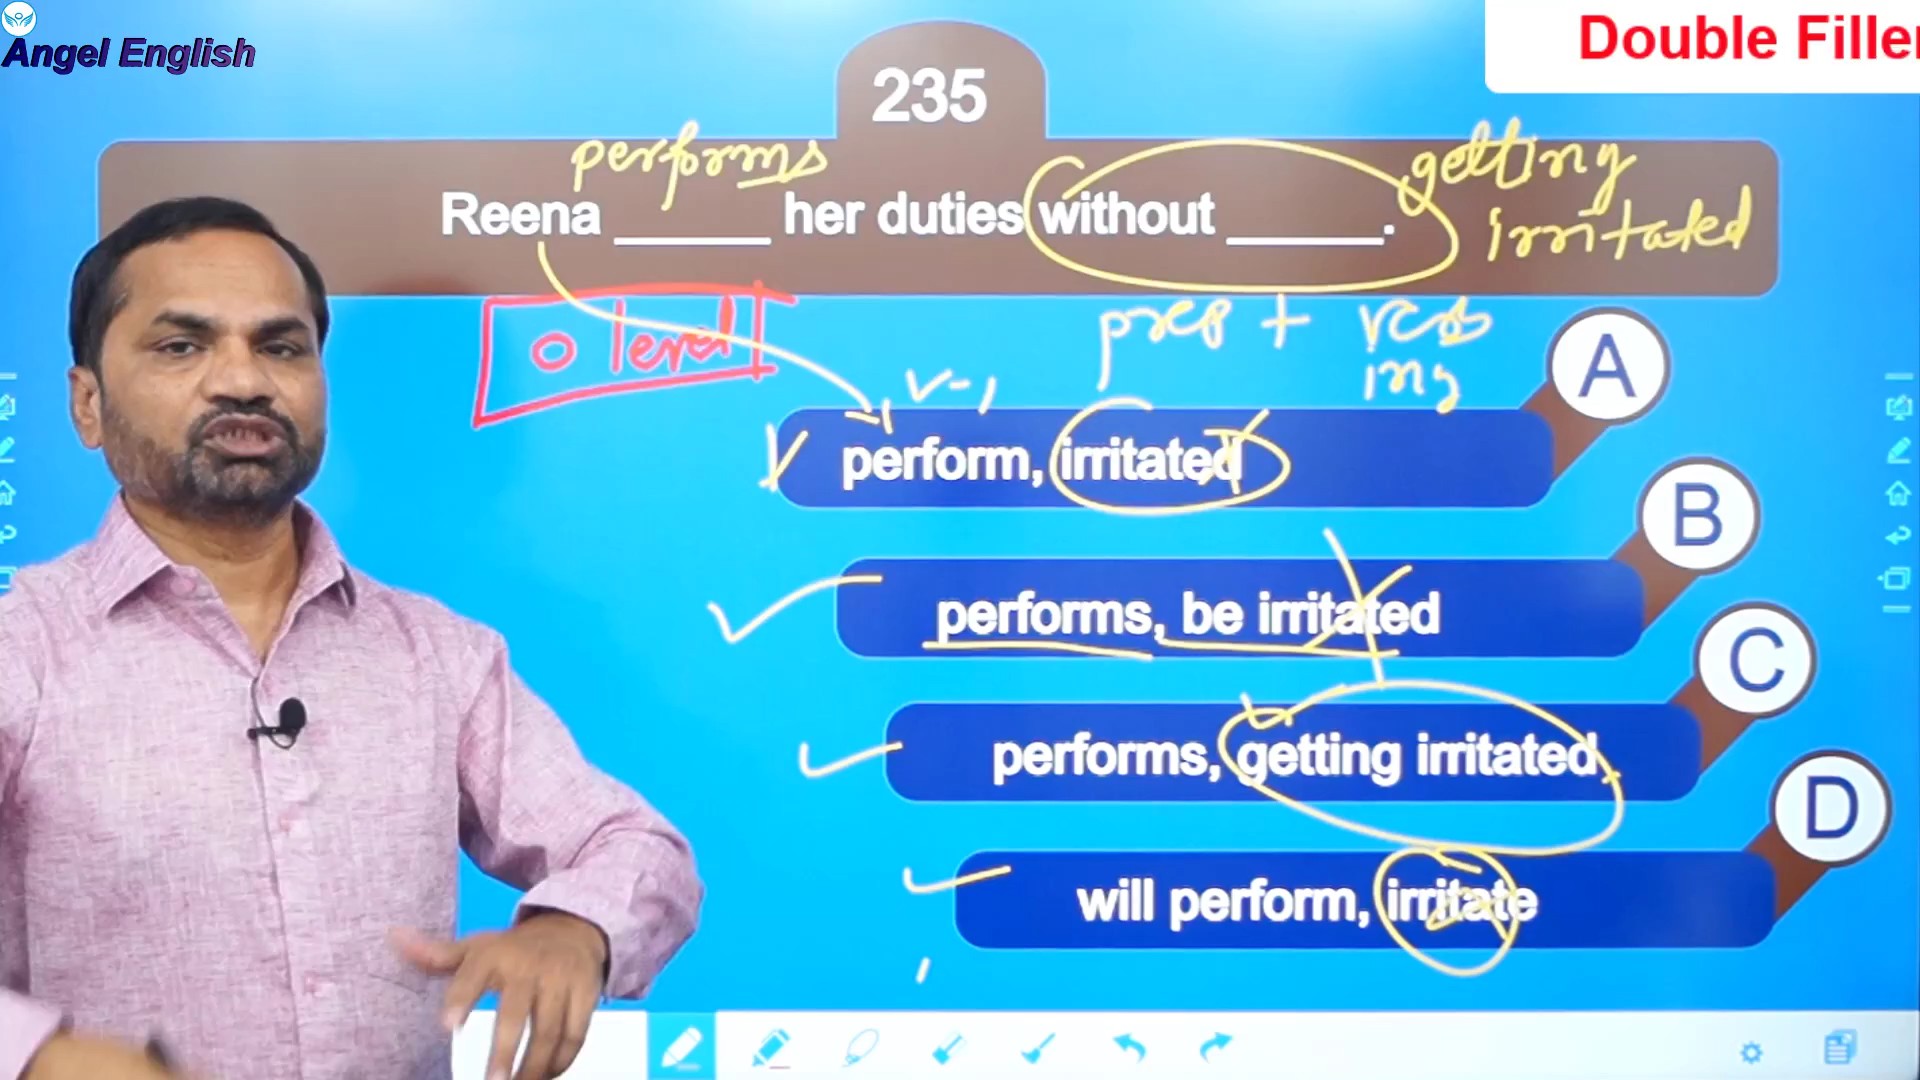 Angel English
Double Filler
235
performs
getting
Reena ______ her duties without ______.
irritated
0 level
prep + verb
ing
V-1
A
perform, irritated
B
performs, be irritated
C
performs, getting irritated
D
will perform, irritate